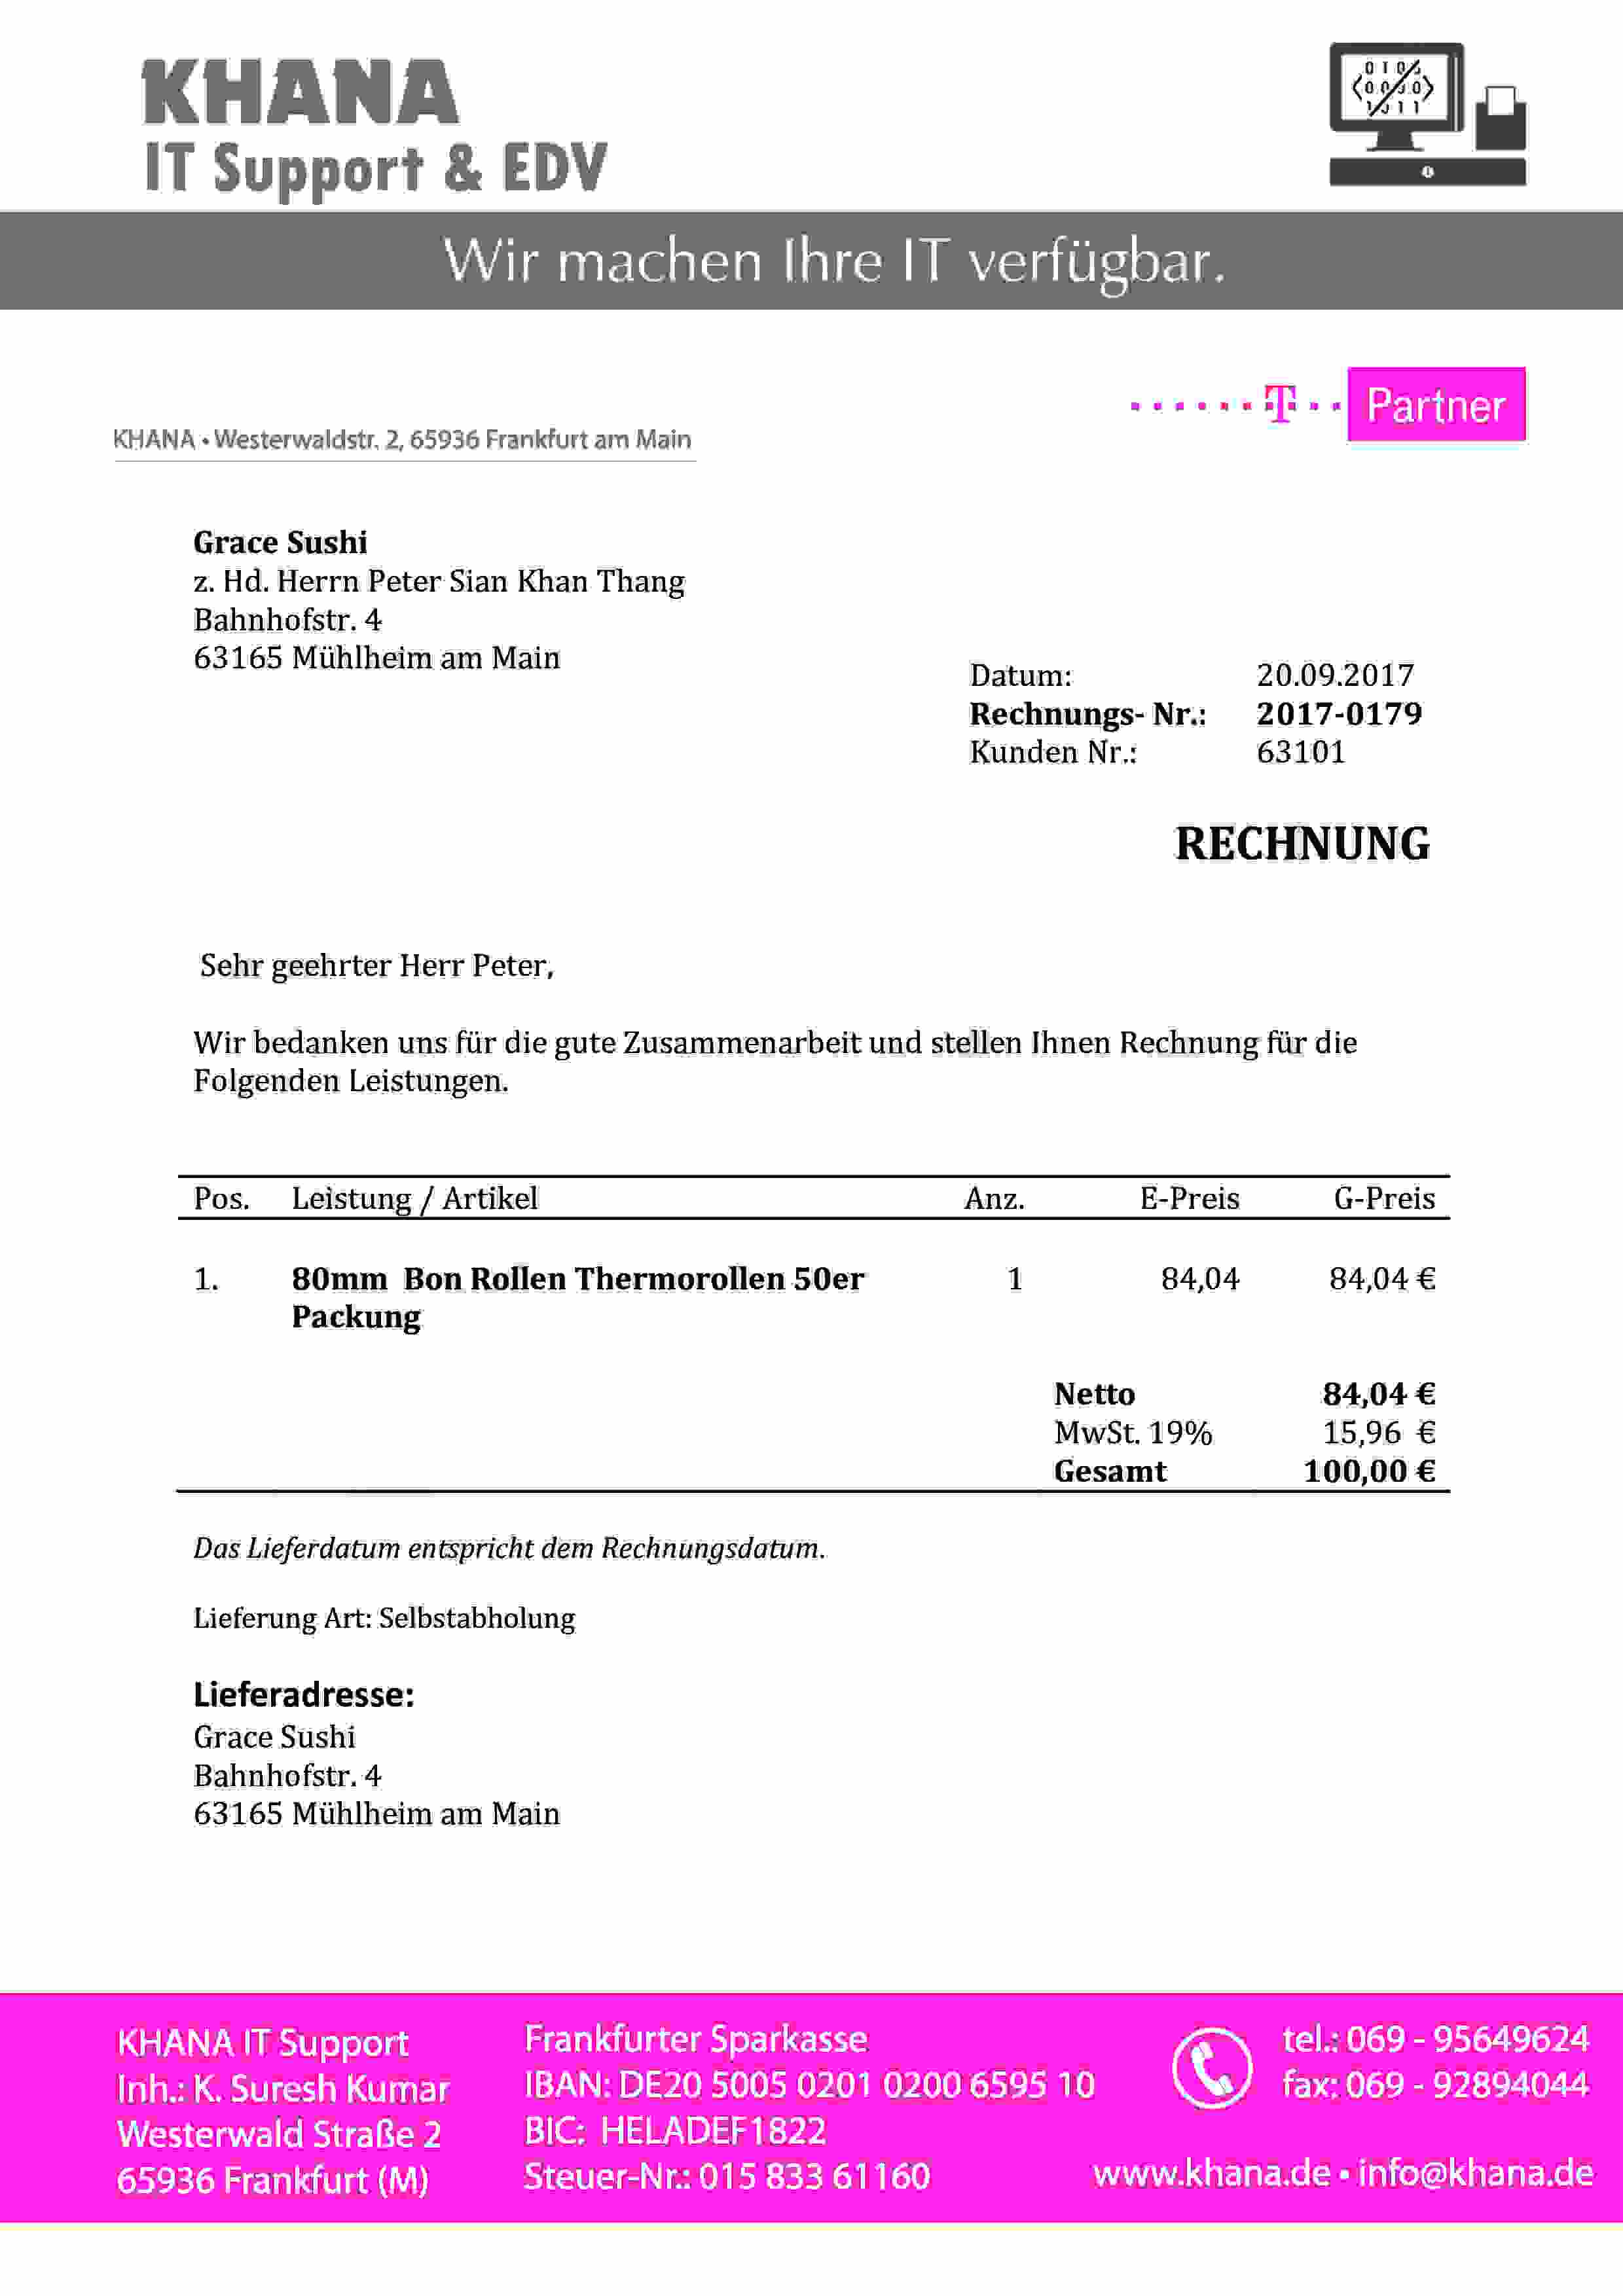 KHANA
IT Support & EDV
Wir machen Ihre IT verfügbar.
T Partner
KHANA • Westerwaldstr. 2, 65936 Frankfurt am Main
Grace Sushi
z. Hd. Herrn Peter Sian Khan Thang
Bahnhofstr. 4
63165 Mühlheim am Main
Datum: 20.09.2017
Rechnungs- Nr.: 2017-0179
Kunden Nr.: 63101
RECHNUNG
Sehr geehrter Herr Peter,
Wir bedanken uns für die gute Zusammenarbeit und stellen Ihnen Rechnung für die
Folgenden Leistungen.
Pos. Leistung / Artikel Anz. E-Preis G-Preis
1. 80mm Bon Rollen Thermorollen 50er 1 84,04 84,04 €
Packung
Netto 84,04 €
MwSt. 19% 15,96 €
Gesamt 100,00 €
Das Lieferdatum entspricht dem Rechnungsdatum.
Lieferung Art: Selbstabholung
Lieferadresse:
Grace Sushi
Bahnhofstr. 4
63165 Mühlheim am Main
KHANA IT Support
Inh.: K. Suresh Kumar
Westerwald Straße 2
65936 Frankfurt (M)
Frankfurter Sparkasse
IBAN: DE20 5005 0201 0200 6595 10
BIC: HELADEF1822
Steuer-Nr.: 015 833 61160
tel.: 069 - 95649624
fax: 069 - 92894044
www.khana.de • info@khana.de